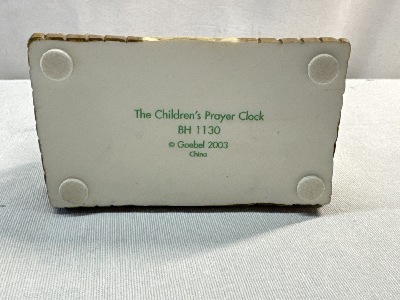 The Children's Prayer Clock
BH 1130
© Goebel 2003
China